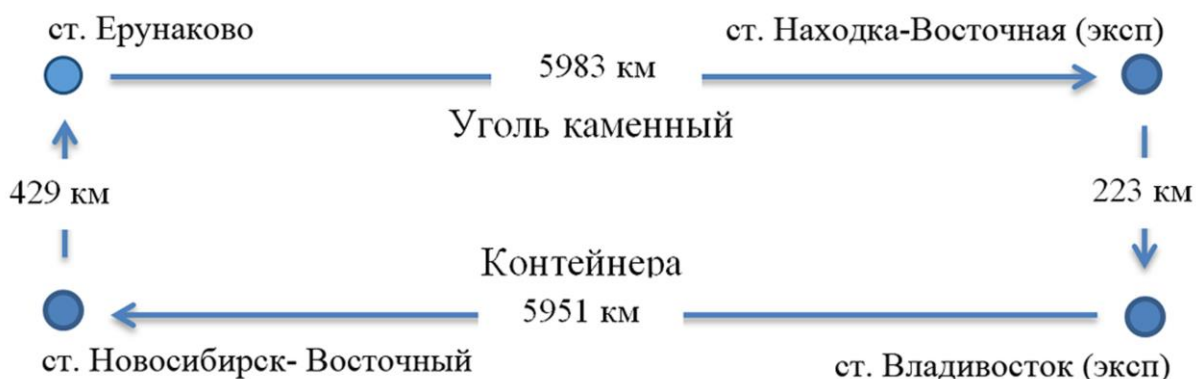 ст. Ерунаково
ст. Находка-Восточная (эксп)
5983 км
Уголь каменный
429 км
223 км
Контейнера
5951 км
ст. Новосибирск- Восточный
ст. Владивосток (эксп)